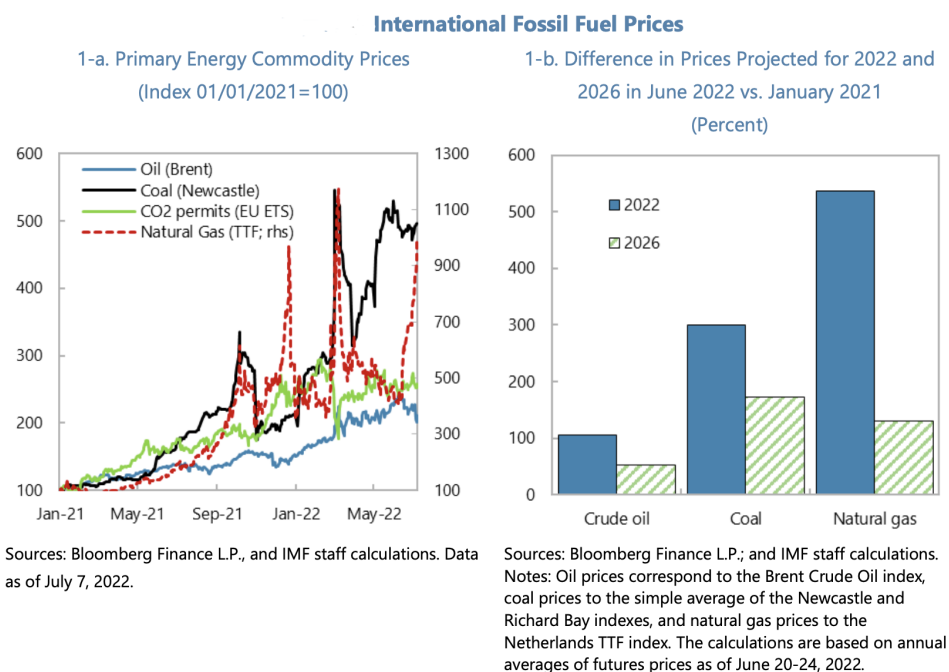 International Fossil Fuel Prices
1-a. Primary Energy Commodity Prices
(Index 01/01/2021=100)
600
500
400
300
200
100
1300
1100
900
700
500
300
100
Oil (Brent)
Coal (Newcastle)
CO2 permits (EU ETS)
Natural Gas (TTF; rhs)
Jan-21
May-21
Sep-21
Jan-22
May-22
Sources: Bloomberg Finance L.P., and IMF staff calculations. Data
as of July 7, 2022.
1-b. Difference in Prices Projected for 2022 and
2026 in June 2022 vs. January 2021
(Percent)
600
500
400
300
200
100
0
2022
2026
Crude oil
Coal
Natural gas
Sources: Bloomberg Finance L.P.; and IMF staff calculations.
Notes: Oil prices correspond to the Brent Crude Oil index,
coal prices to the simple average of the Newcastle and
Richard Bay indexes, and natural gas prices to the
Netherlands TTF index. The calculations are based on annual
averages of futures prices as of June 20-24, 2022.